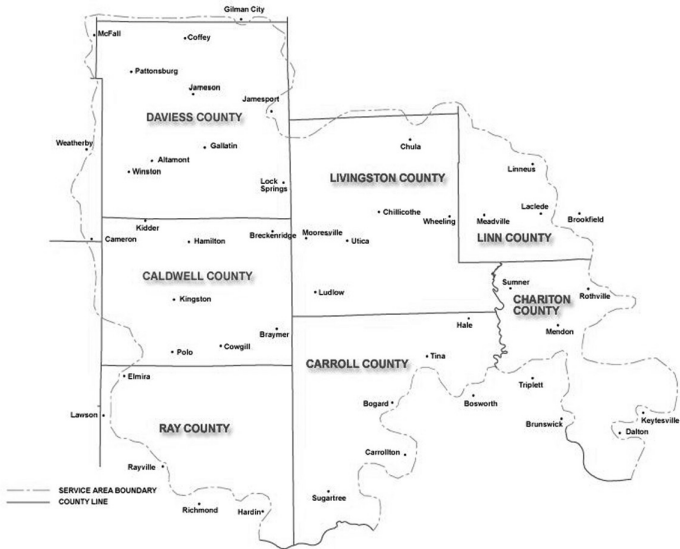 Gilman City
McFall
Coffey
Pattonsburg
Jameson
Jamesport
DAVIESS COUNTY
Weatherby
Gallatin
Chula
Altamont
Winston
Linneus
Lock
Springs
LIVINGSTON COUNTY
Chillicothe
Wheeling
Meadville
Laclede
Brookfield
Kidder
Cameron
Hamilton
Breckenridge
Mooresville
Utica
LINN COUNTY
CALDWELL COUNTY
Sumner
Rothville
Kingston
Ludlow
CHARITON
COUNTY
Hale
Mendon
Braymer
Polo
Cowgill
CARROLL COUNTY
Tina
Elmira
Triplett
Lawson
Bogard
Bosworth
RAY COUNTY
Brunswick
Keytesville
Dalton
Carrollton
Rayville
SERVICE AREA BOUNDARY
COUNTY LINE
Sugartree
Richmond
Hardin